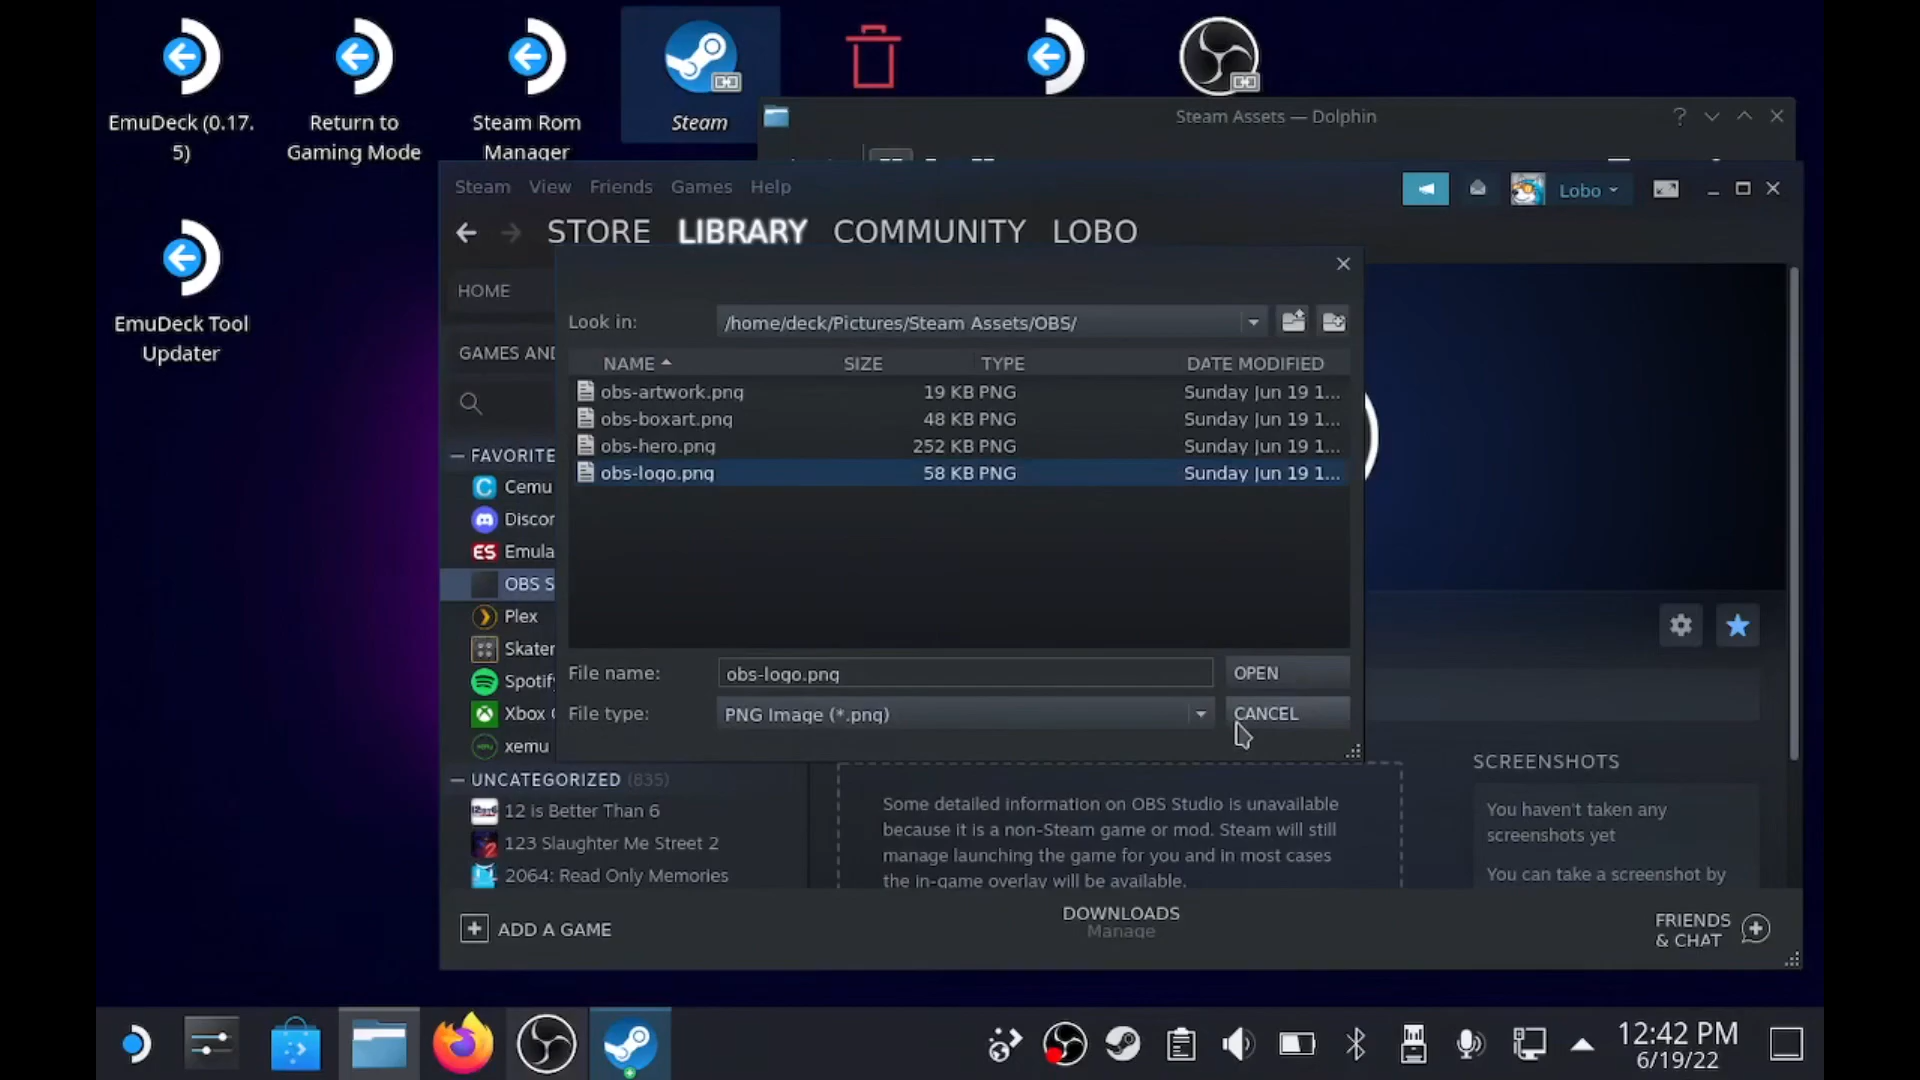 EmuDeck (0.17.
5)
Return to
Gaming Mode
Steam Rom
Manager
Steam
EmuDeck Tool
Updater
Steam Assets — Dolphin
Steam View Friends Games Help
Lobo
STORE LIBRARY COMMUNITY LOBO
HOME
GAMES AND
FAVORITE
Cemu
Discor
ES Emula
OBS S
Plex
Skater
Spotify
Xbox
xemu
UNCATEGORIZED (835)
12 is Better Than 6
123 Slaughter Me Street 2
2064: Read Only Memories
Look in: /home/deck/Pictures/Steam Assets/OBS/
NAME SIZE TYPE DATE MODIFIED
obs-artwork.png 19 KB PNG Sunday Jun 19 1...
obs-boxart.png 48 KB PNG Sunday Jun 19 1...
obs-hero.png 252 KB PNG Sunday Jun 19 1...
obs-logo.png 58 KB PNG Sunday Jun 19 1...
File name: obs-logo.png OPEN
File type: PNG Image (*.png) CANCEL
Some detailed information on OBS Studio is unavailable
because it is a non-Steam game or mod. Steam will still
manage launching the game for you and in most cases
the in-game overlay will be available.
SCREENSHOTS
You haven't taken any
screenshots yet
You can take a screenshot by
ADD A GAME
DOWNLOADS
Manage
FRIENDS
& CHAT
12:42 PM
6/19/22